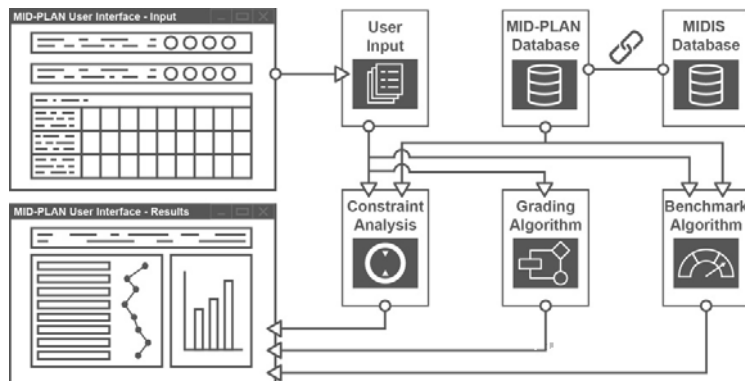 MID-PLAN User Interface - Input
User
Input
MID-PLAN
Database
MIDIS
Database
MID-PLAN User Interface - Results
Constraint
Analysis
Grading
Algorithm
Benchmark
Algorithm